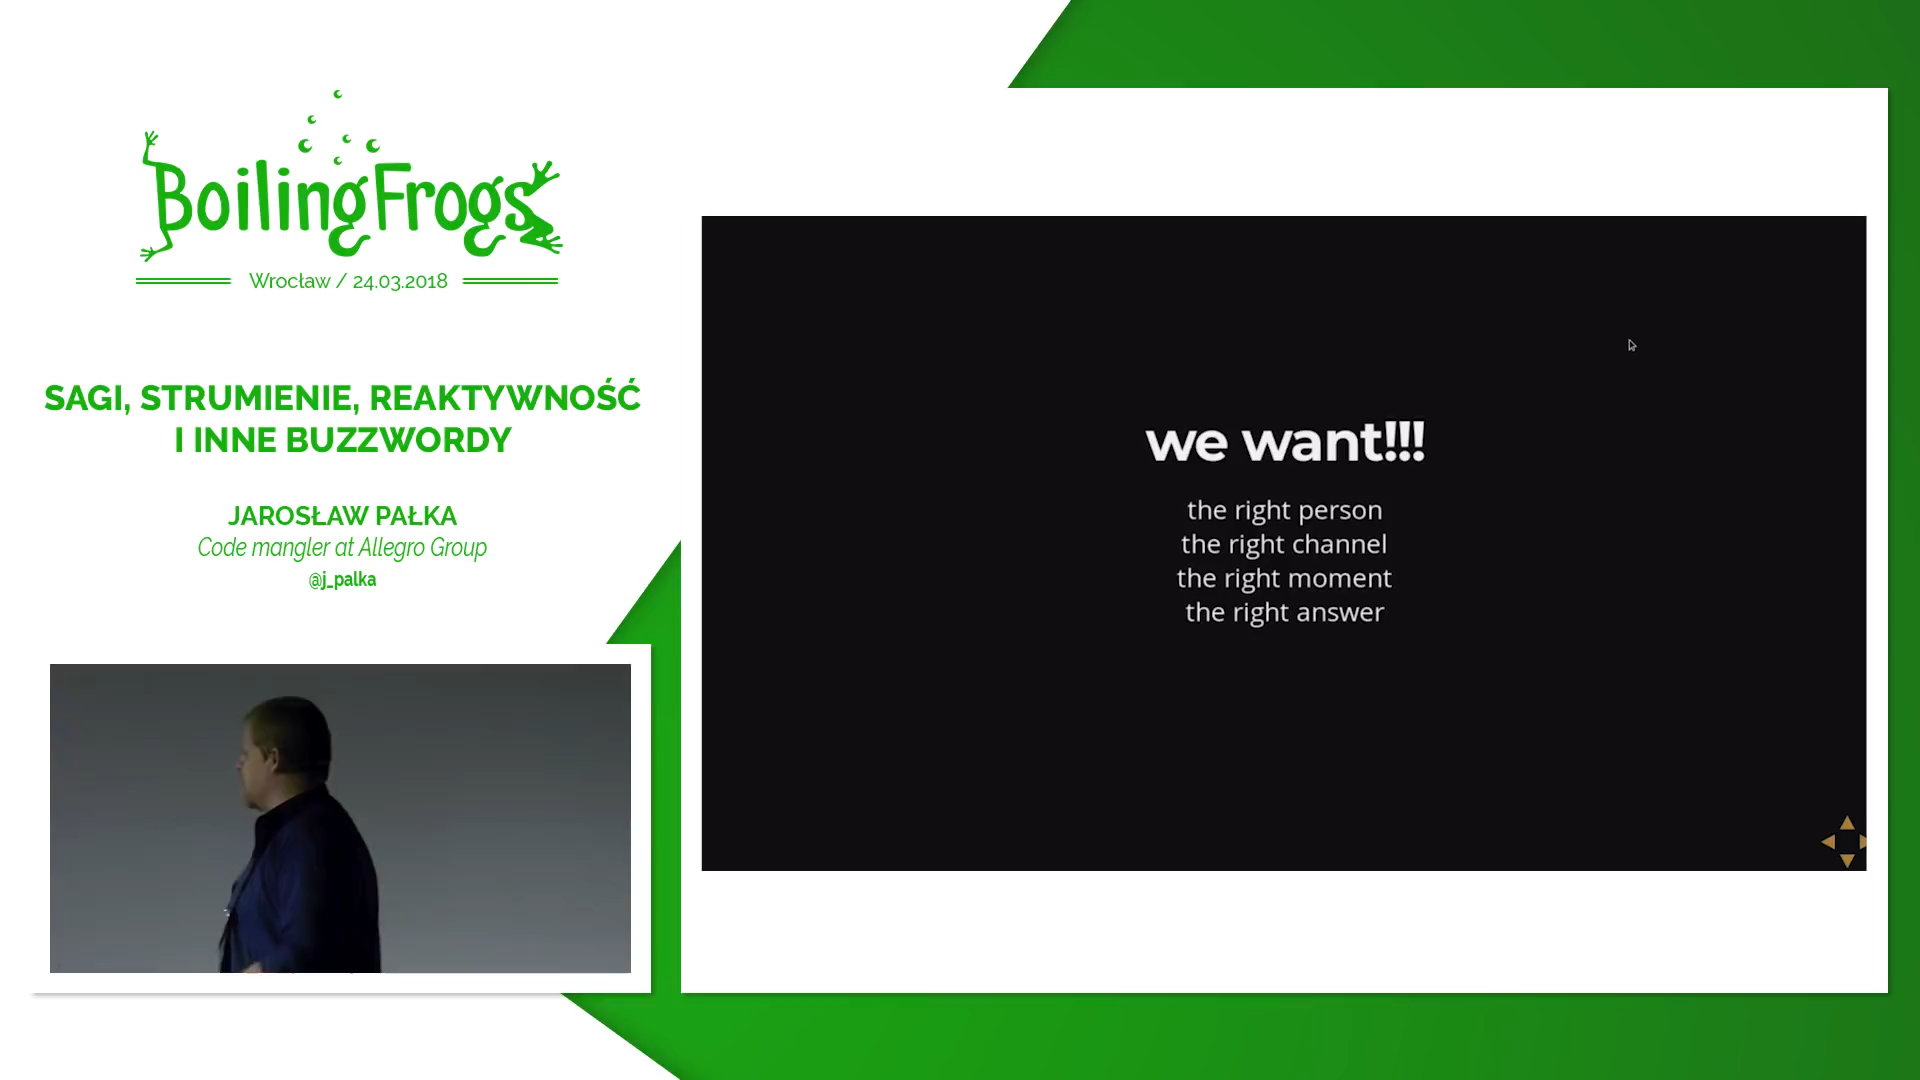 BoilingFrogs
Wrocław / 24.03.2018
SAGI, STRUMIENIE, REAKTYWNOŚĆ
I INNE BUZZWORDY
JAROSŁAW PAŁKA
Code mangler at Allegro Group
@j_palka
we want!!!
the right person
the right channel
the right moment
the right answer